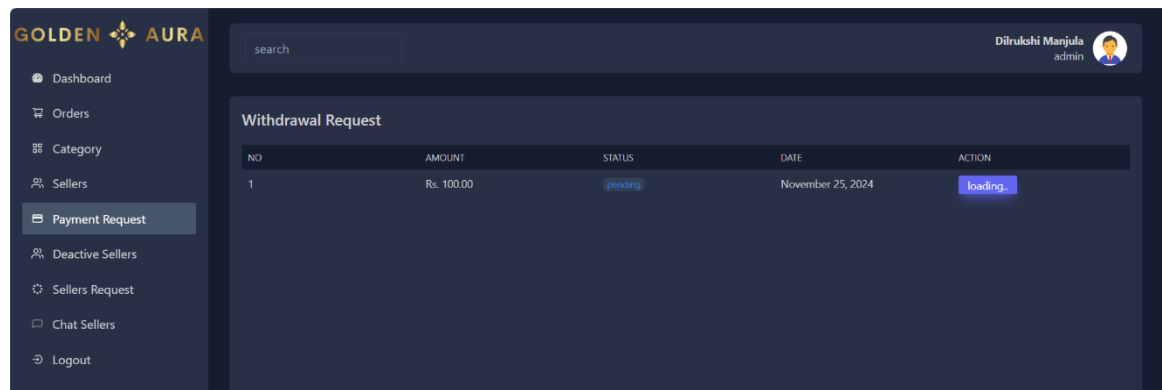 GOLDEN AURA
Dashboard
Orders
Category
Sellers
Payment Request
Deactive Sellers
Sellers Request
Chat Sellers
Logout
search
Dilrukshi Manjula
admin
Withdrawal Request
NO AMOUNT STATUS DATE ACTION
1 Rs. 100.00 pending November 25, 2024 loading..